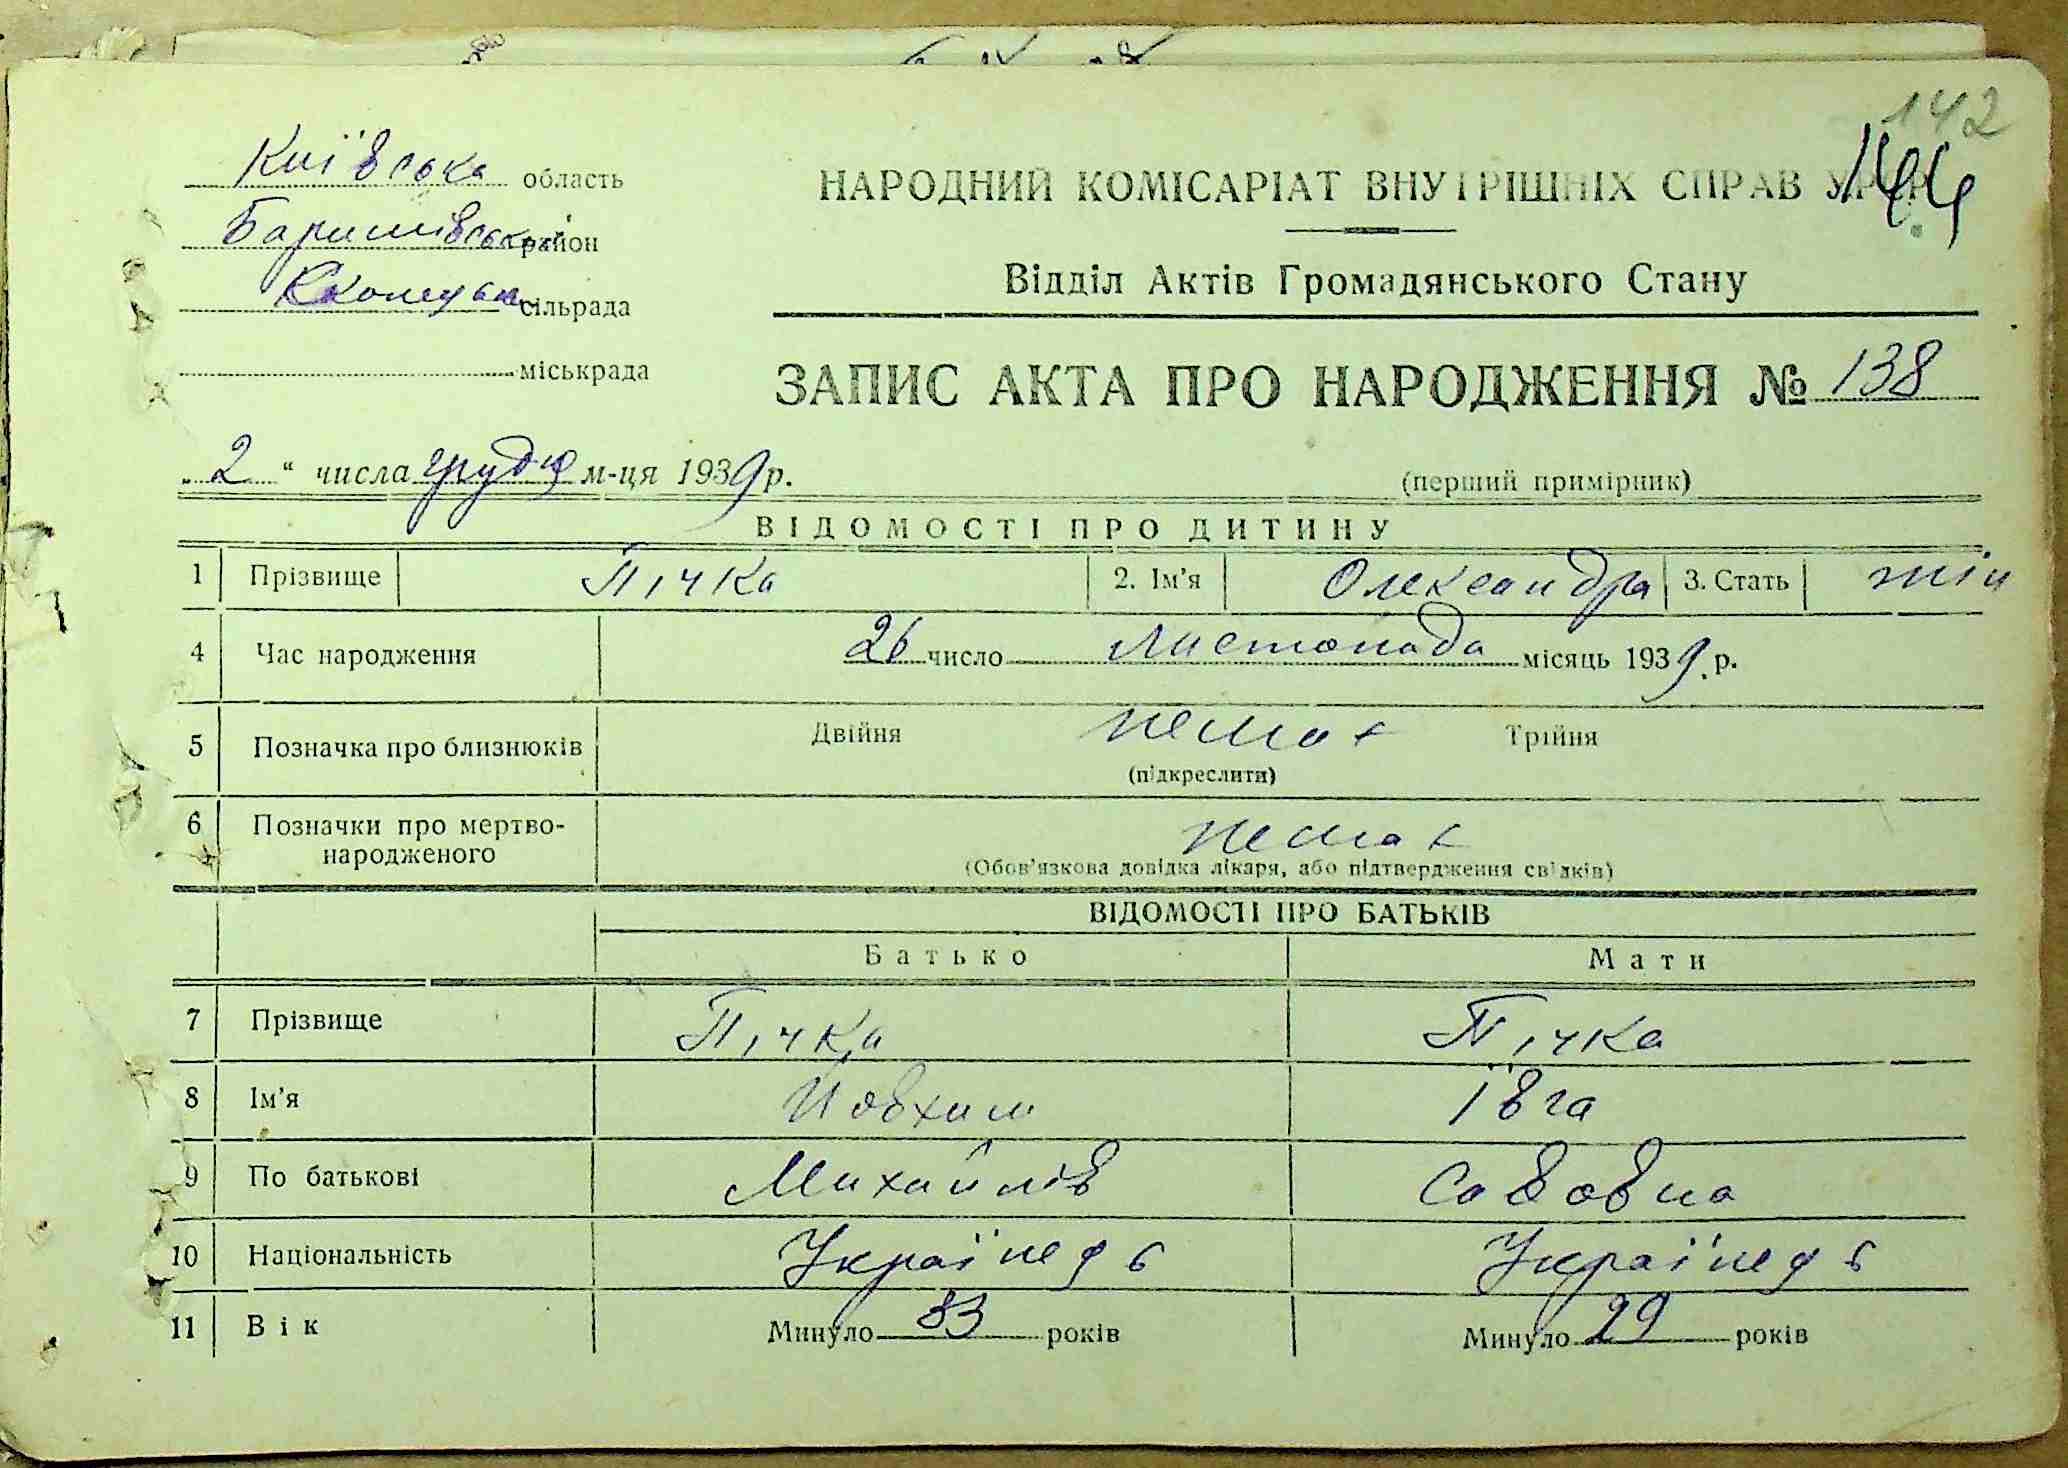 142
144
Київська область
Баришівський район
сільрада
міськрада
НАРОДНИЙ КОМІСАРІАТ ВНУТРІШНІХ СПРАВ УРСР
Відділ Актів Громадянського Стану
ЗАПИС АКТА ПРО НАРОДЖЕННЯ № 138
„ 2 “ числа грудня м-ця 1939 р.
(перший примірник)
ВІДОМОСТІ ПРО ДИТИНУ
1 Прізвище Пічка 2. Ім’я Олександра 3. Стать жін
4 Час народження 26 число Листопада місяць 1939 р.
5 Позначка про близнюків Двійня немає Трійня
(підкреслити)
6 Позначки про мертво-
народженого немає
(Обов’язкова довідка лікаря, або підтвердження свідків)
ВІДОМОСТІ ПРО БАТЬКІВ
Батько Мати
7 Прізвище Пічка Пічка
8 Ім’я Йовхим Івга
9 По батькові Михайлів Савовна
10 Національність Українець Українець
11 Вік Минуло 33 років Минуло 29 років